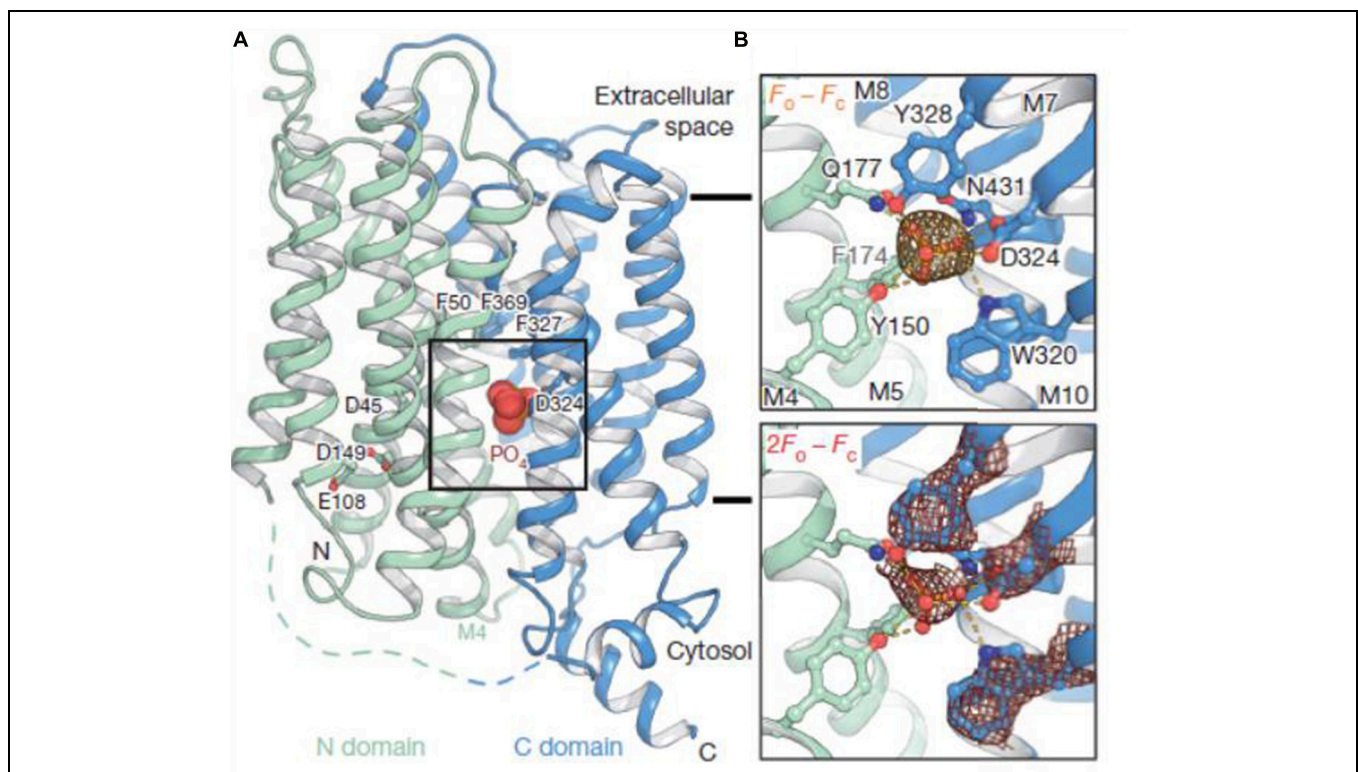 A
B
Extracellular
space
F50 F369
F327
D45
D324
D149
PO4
E108
N
M4
Cytosol
N domain
C domain
C
Fo – Fc
M8
M7
Y328
Q177
N431
F174
D324
Y150
W320
M4
M5
M10
2Fo – Fc